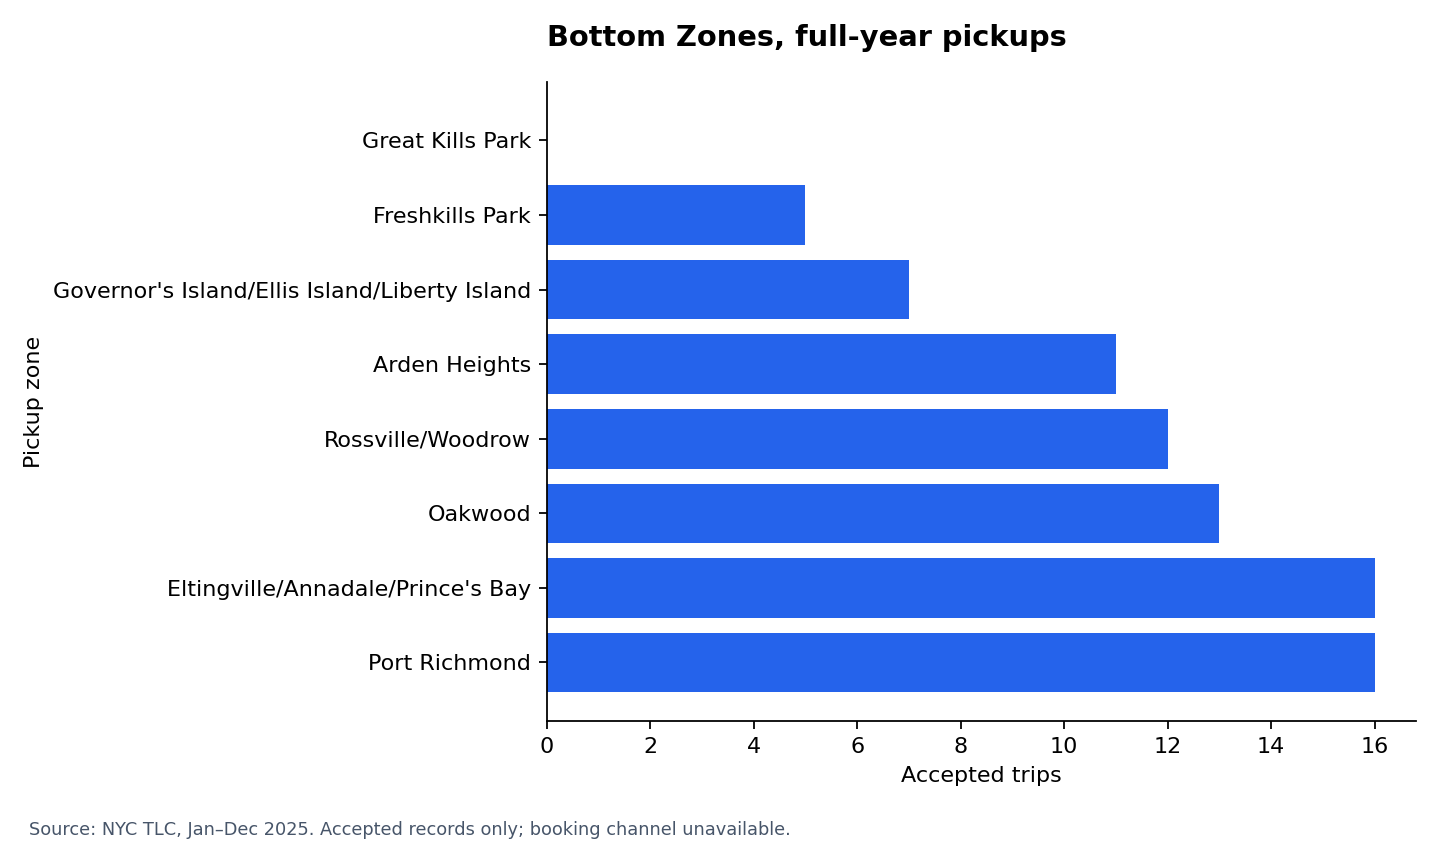 Bottom Zones, full-year pickups
Pickup zone
Great Kills Park
Freshkills Park
Governor's Island/Ellis Island/Liberty Island
Arden Heights
Rossville/Woodrow
Oakwood
Eltingville/Annadale/Prince's Bay
Port Richmond
0 2 4 6 8 10 12 14 16
Accepted trips
Source: NYC TLC, Jan–Dec 2025. Accepted records only; booking channel unavailable.